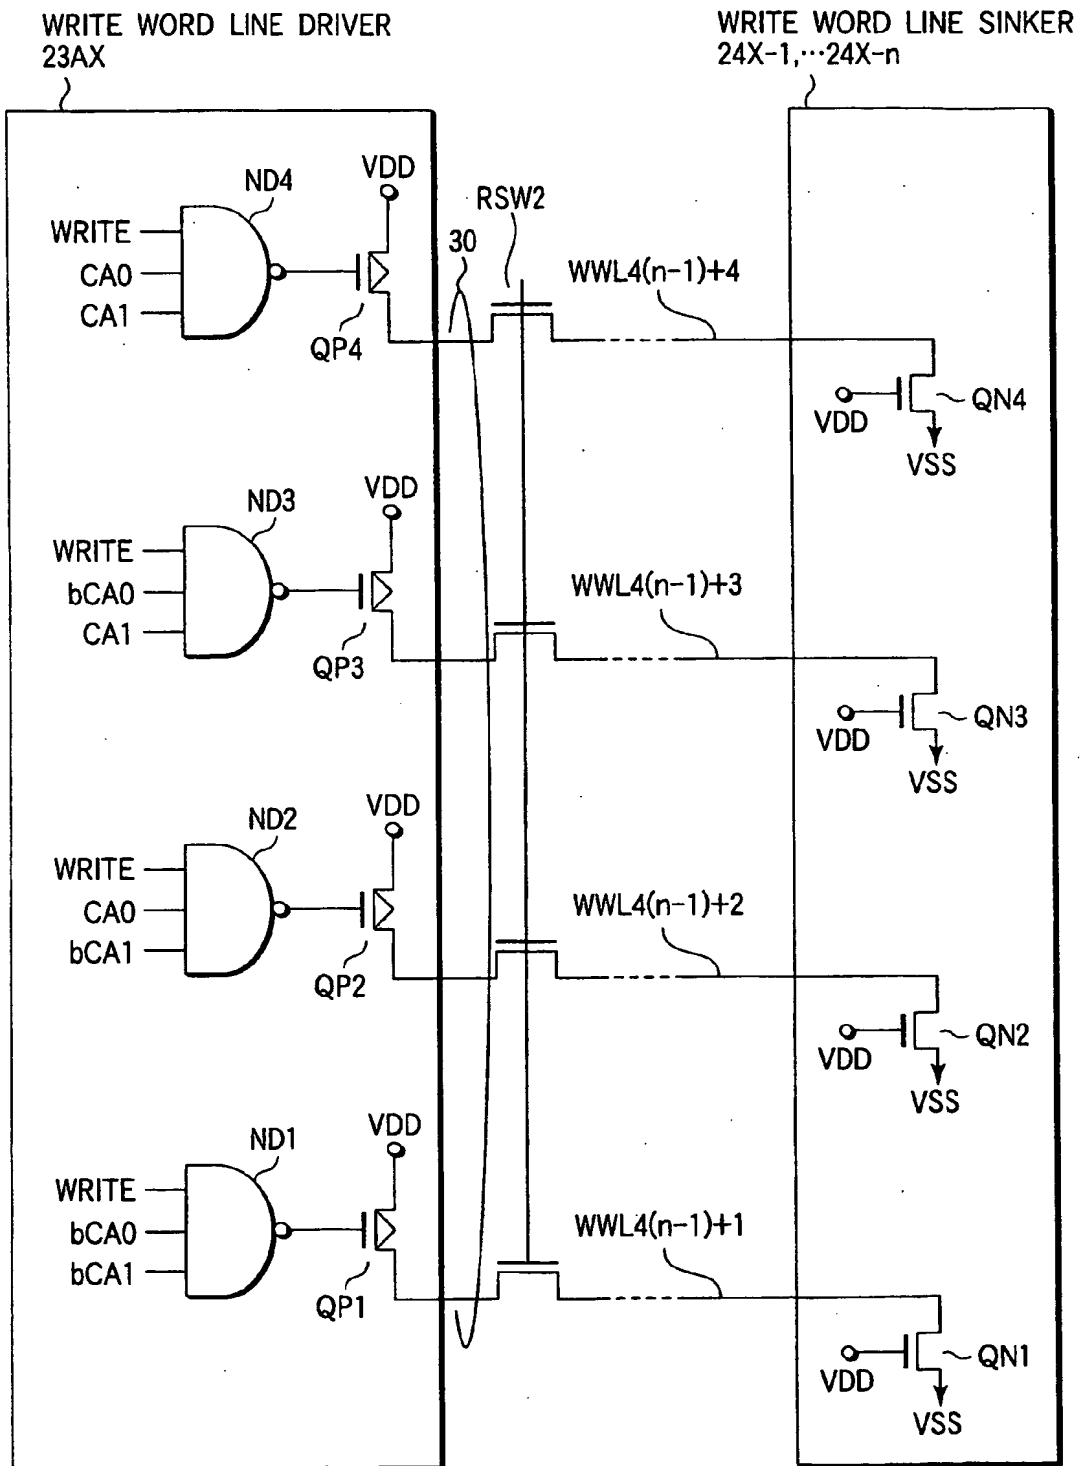 WRITE WORD LINE DRIVER
23AX
WRITE WORD LINE SINKER
24X-1,···24X-n
ND4
VDD
WRITE
CA0
CA1
QP4
30
RSW2
WWL4(n-1)+4
VDD
QN4
VSS
ND3
VDD
WRITE
bCA0
CA1
QP3
WWL4(n-1)+3
VDD
QN3
VSS
ND2
VDD
WRITE
CA0
bCA1
QP2
WWL4(n-1)+2
VDD
QN2
VSS
ND1
VDD
WRITE
bCA0
bCA1
QP1
WWL4(n-1)+1
VDD
QN1
VSS